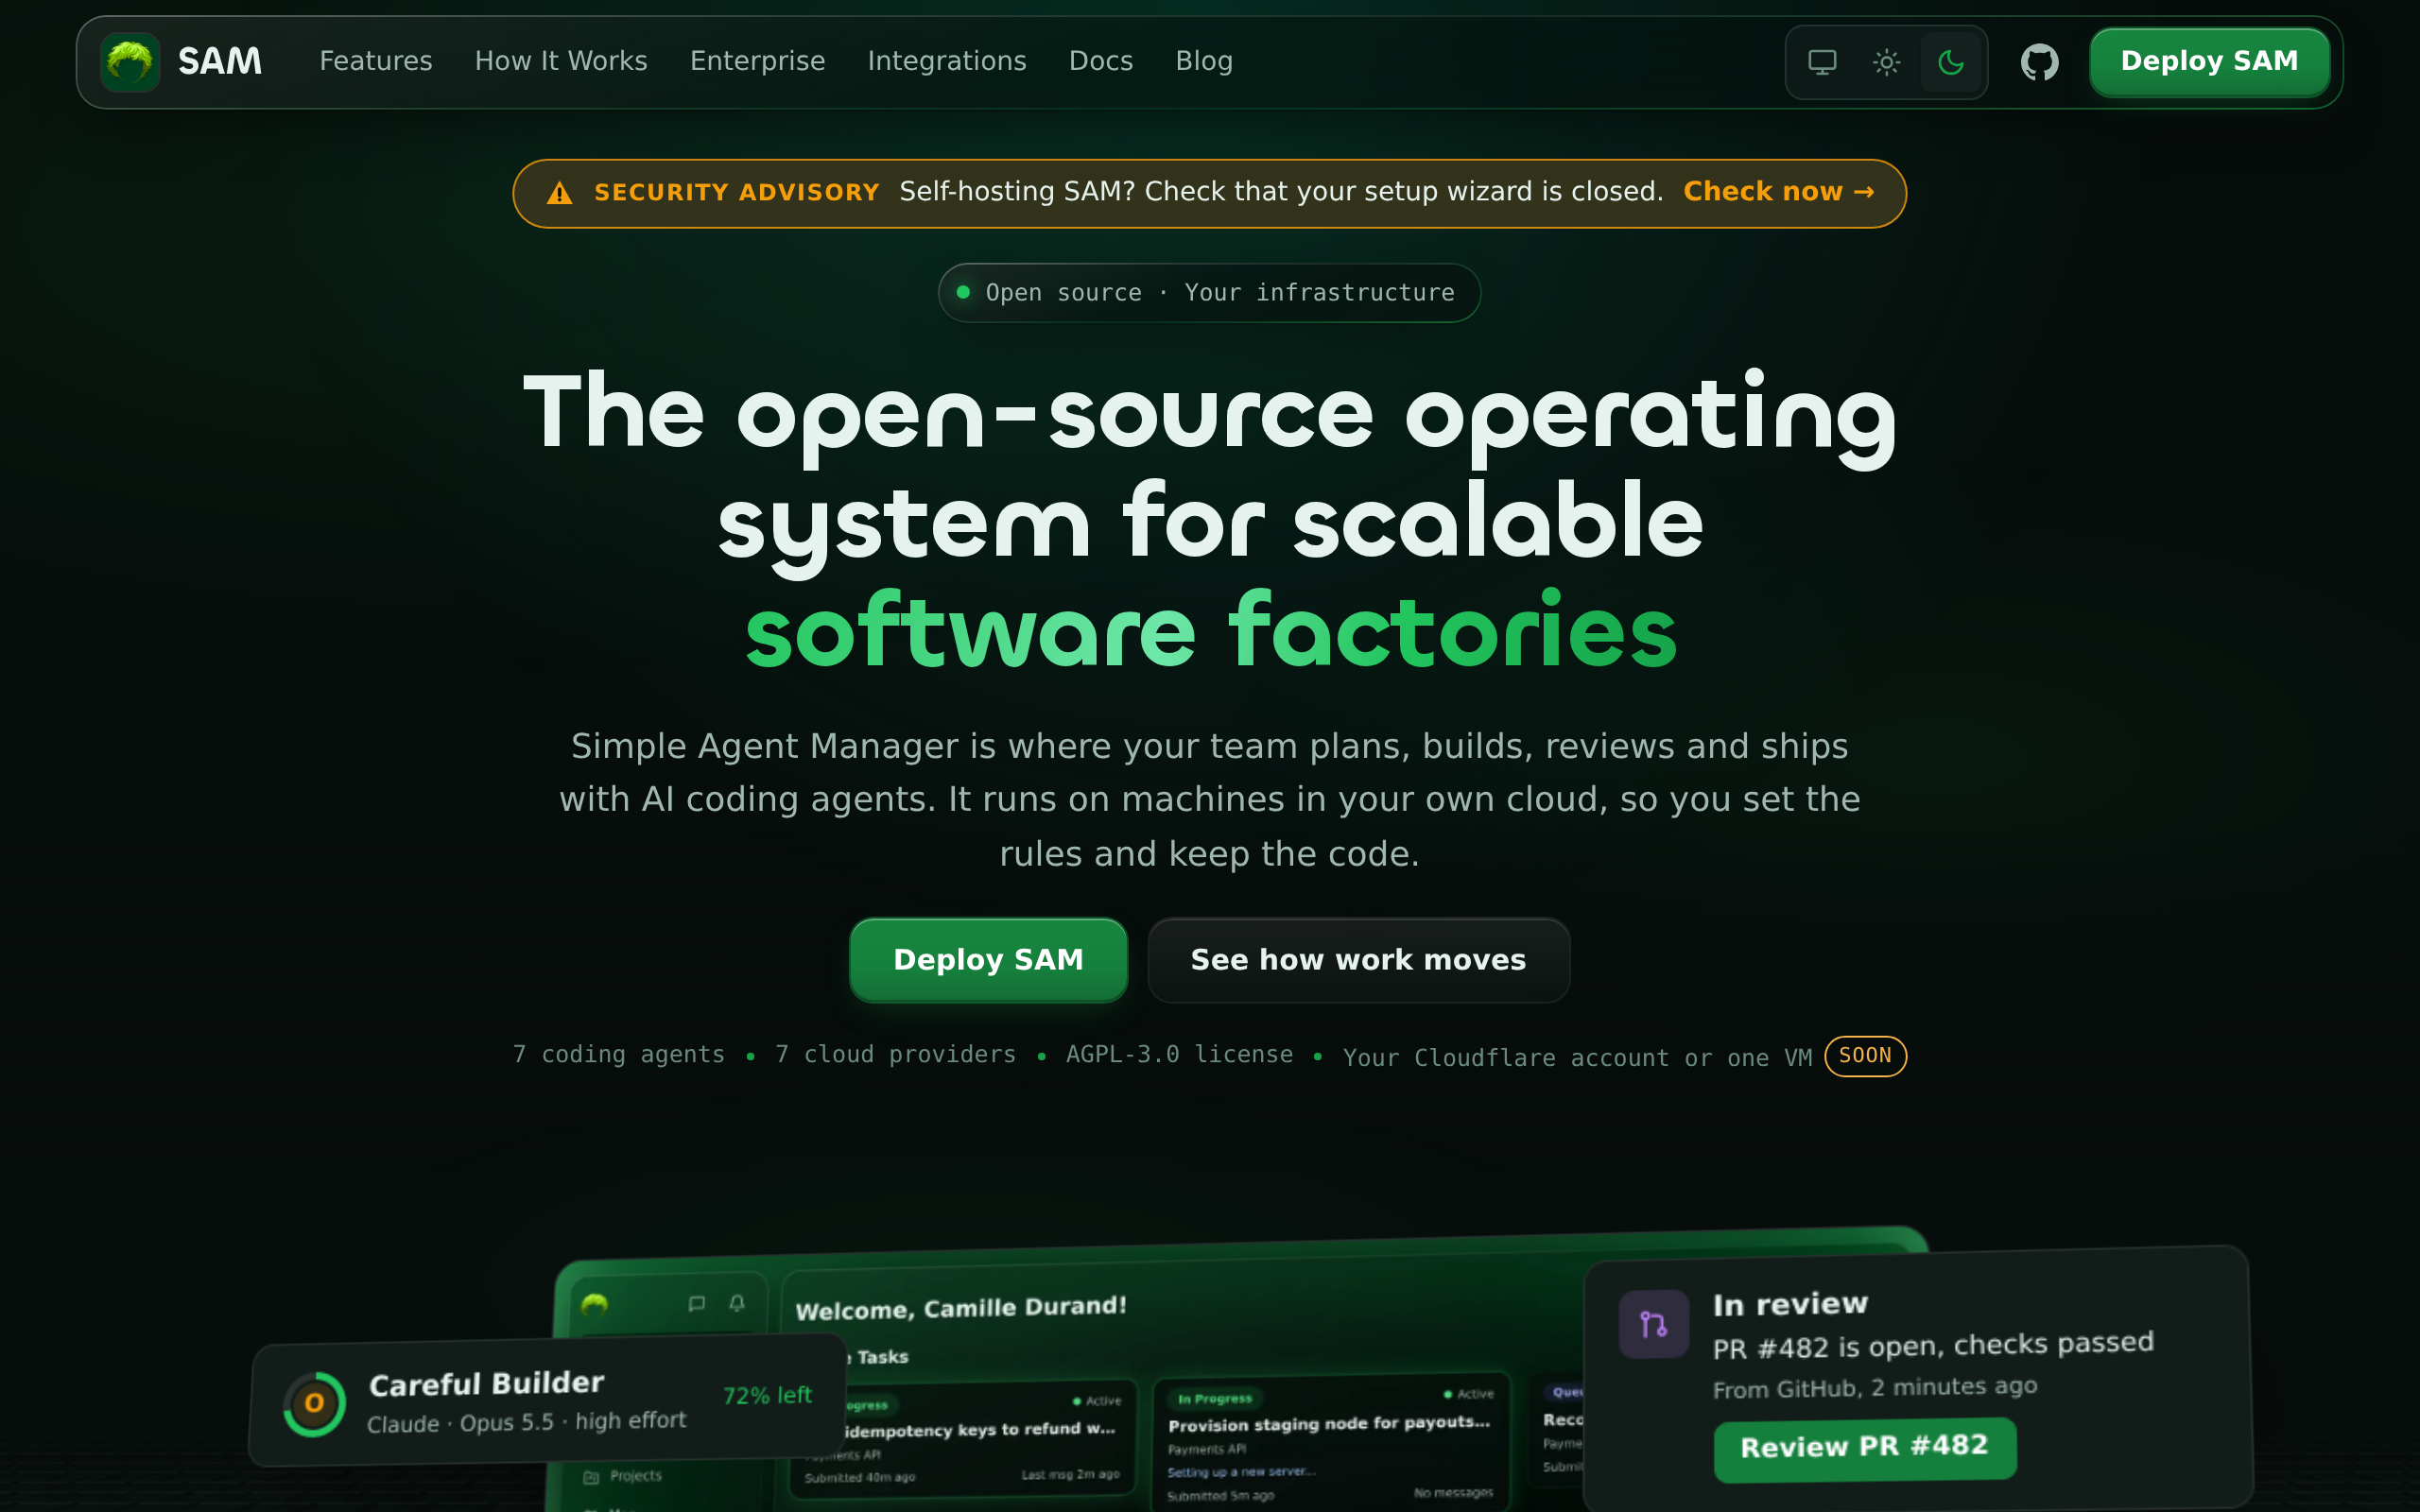 SAM
Features
How It Works
Enterprise
Integrations
Docs
Blog
Deploy SAM
SECURITY ADVISORY Self-hosting SAM? Check that your setup wizard is closed. Check now →
Open source · Your infrastructure
The open-source operating
system for scalable
software factories
Simple Agent Manager is where your team plans, builds, reviews and ships
with AI coding agents. It runs on machines in your own cloud, so you set the
rules and keep the code.
Deploy SAM
See how work moves
7 coding agents • 7 cloud providers • AGPL-3.0 license • Your Cloudflare account or one VM SOON
Welcome, Camille Durand!
Tasks
Careful Builder
Claude · Opus 5.5 · high effort
72% left
O
Projects
Active
idempotency keys to refund w...
API
Submitted 40m ago
Last msg 2m ago
In Progress
Active
Provision staging node for payouts...
Payments API
Setting up a new server...
Submitted 5m ago
No messages
In review
PR #482 is open, checks passed
From GitHub, 2 minutes ago
Review PR #482